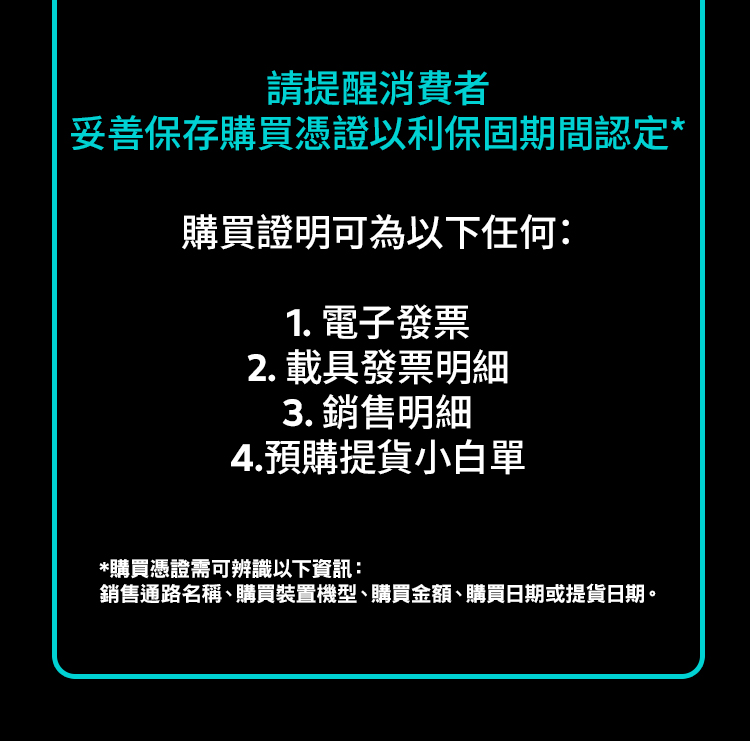 請提醒消費者
妥善保存購買憑證以利保固期間認定*
購買證明可為以下任何：
1. 電子發票
2. 載具發票明細
3. 銷售明細
4.預購提貨小白單
*購買憑證需可辨識以下資訊：
銷售通路名稱、購買裝置機型、購買金額、購買日期或提貨日期。